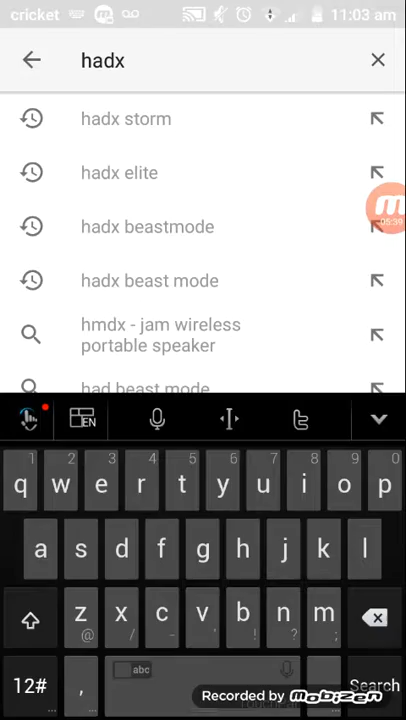 cricket 11:03 am
hadx
hadx storm
hadx elite
hadx beastmode
hadx beast mode
hmdx - jam wireless
portable speaker
05:39
had beast mode
EN
1 2 3 4 5 6 7 8 9 0
q w e r t y u i o p
a s d f g h j k l
z x c v b n m
@ / - ' ! ? ;
abc
12# , Search
Recorded by Mobizen